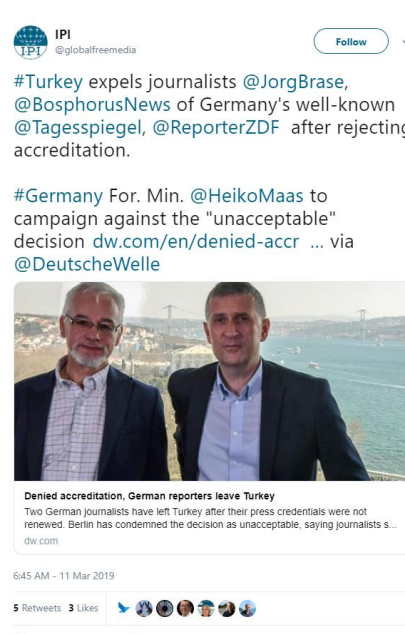 IPI
@globalfreemedia
Follow
#Turkey expels journalists @JorgBrase,
@BosphorusNews of Germany's well-known
@Tagesspiegel, @ReporterZDF after rejecting
accreditation.
#Germany For. Min. @HeikoMaas to
campaign against the "unacceptable"
decision dw.com/en/denied-accr … via
@DeutscheWelle
Denied accreditation, German reporters leave Turkey
Two German journalists have left Turkey after their press credentials were not
renewed. Berlin has condemned the decision as unacceptable, saying journalists s...
dw.com
6:45 AM - 11 Mar 2019
5 Retweets 3 Likes